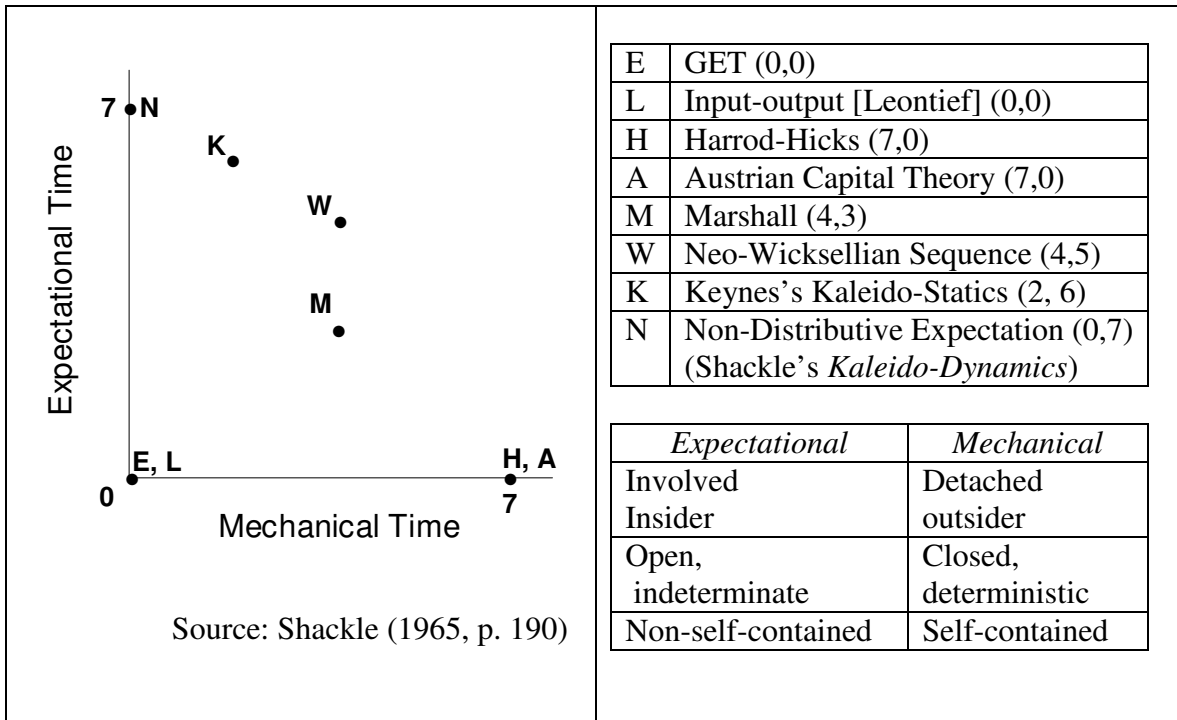 7 N
K
W
M
Expectational Time
E, L
H, A
0
7
Mechanical Time
Source: Shackle (1965, p. 190)
E GET (0,0)
L Input-output [Leontief] (0,0)
H Harrod-Hicks (7,0)
A Austrian Capital Theory (7,0)
M Marshall (4,3)
W Neo-Wicksellian Sequence (4,5)
K Keynes's Kaleido-Statics (2, 6)
N Non-Distributive Expectation (0,7)
(Shackle's Kaleido-Dynamics)
Expectational Mechanical
Involved Detached
Insider outsider
Open, Closed,
indeterminate deterministic
Non-self-contained Self-contained